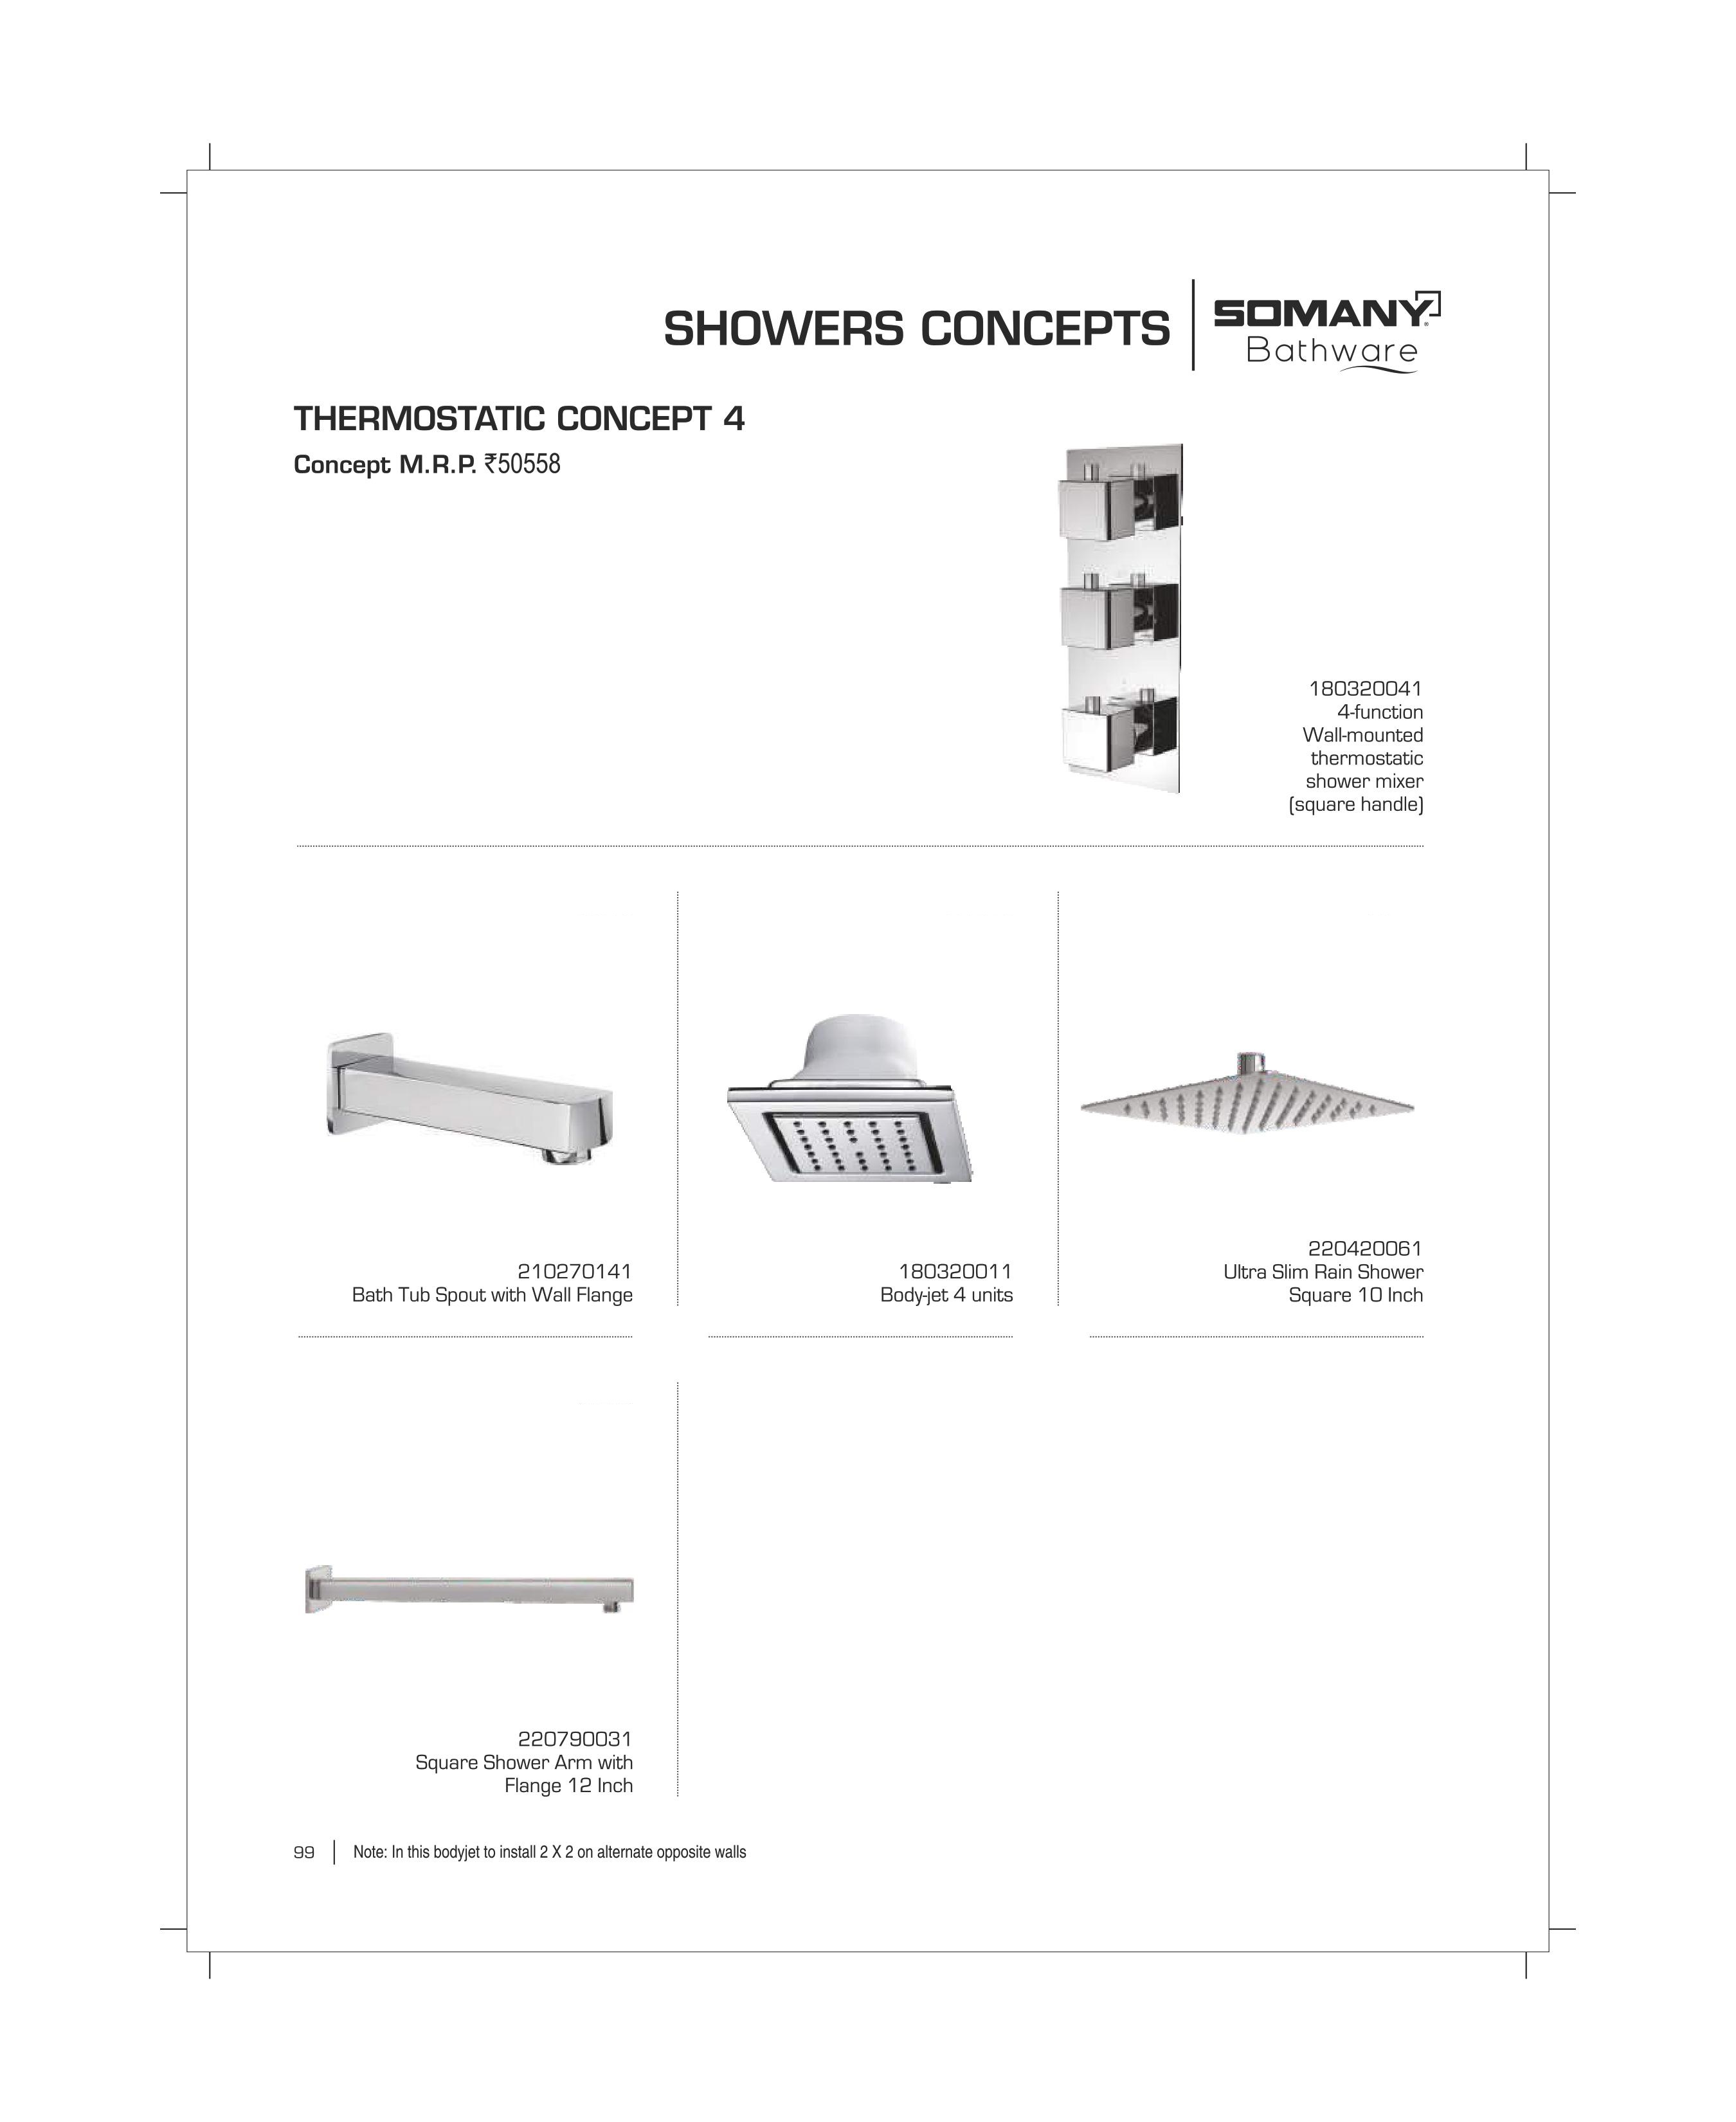 SHOWERS CONCEPTS
SOMANY®
Bathware
THERMOSTATIC CONCEPT 4
Concept M.R.P. ₹50558
180320041
4-function
Wall-mounted
thermostatic
shower mixer
(square handle)
210270141
Bath Tub Spout with Wall Flange
180320011
Body-jet 4 units
220420061
Ultra Slim Rain Shower
Square 10 Inch
220790031
Square Shower Arm with
Flange 12 Inch
99
Note: In this bodyjet to install 2 X 2 on alternate opposite walls